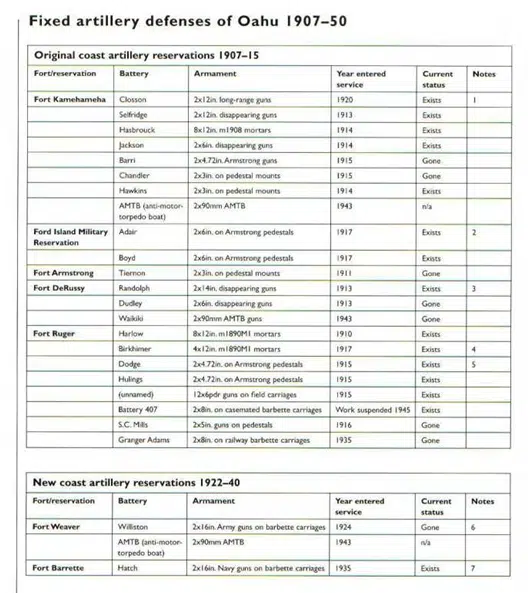 Fixed artillery defenses of Oahu 1907–50
Original coast artillery reservations 1907–15
Fort/reservation Battery Armament Year entered service Current status Notes
Fort Kamehameha Closson 2x12in. long-range guns 1920 Exists 1
Selfridge 2x12in. disappearing guns 1913 Exists
Hasbrouck 8x12in. m1908 mortars 1914 Exists
Jackson 2x6in. disappearing guns 1914 Exists
Barri 2x4.72in. Armstrong guns 1915 Gone
Chandler 2x3in. on pedestal mounts 1915 Gone
Hawkins 2x3in. on pedestal mounts 1914 Exists
AMTB (anti-motor-torpedo boat) 2x90mm AMTB 1943 n/a
Ford Island Military Reservation Adair 2x6in. on Armstrong pedestals 1917 Exists 2
Boyd 2x6in. on Armstrong pedestals 1917 Exists
Fort Armstrong Tiernon 2x3in. on pedestal mounts 1911 Gone
Fort DeRussy Randolph 2x14in. disappearing guns 1913 Exists 3
Dudley 2x6in. disappearing guns 1913 Gone
Waikiki 2x90mm AMTB guns 1943 Gone
Fort Ruger Harlow 8x12in. m1890M1 mortars 1910 Exists
Birkhimer 4x12in. m1890M1 mortars 1917 Exists 4
Dodge 2x4.72in. on Armstrong pedestals 1915 Exists 5
Hulings 2x4.72in. on Armstrong pedestals 1915 Exists
(unnamed) 12x6pdr guns on field carriages 1915 Exists
Battery 407 2x8in. on casemated barbette carriages Work suspended 1945 Exists
S.C. Mills 2x5in. guns on pedestals 1916 Gone
Granger Adams 2x8in. on railway barbette carriages 1935 Gone
New coast artillery reservations 1922–40
Fort/reservation Battery Armament Year entered service Current status Notes
Fort Weaver Williston 2x16in. Army guns on barbette carriages 1924 Gone 6
AMTB (anti-motor-torpedo boat) 2x90mm AMTB 1943 n/a
Fort Barrette Hatch 2x16in. Navy guns on barbette carriages 1935 Exists 7